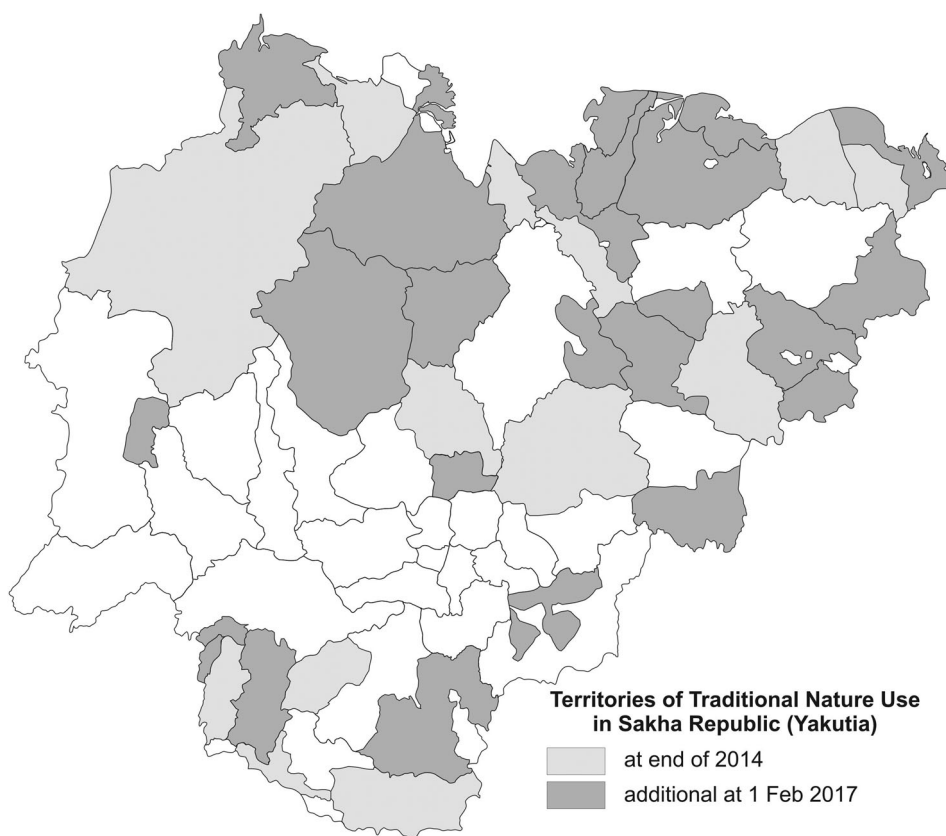 Territories of Traditional Nature Use
in Sakha Republic (Yakutia)
at end of 2014
additional at 1 Feb 2017